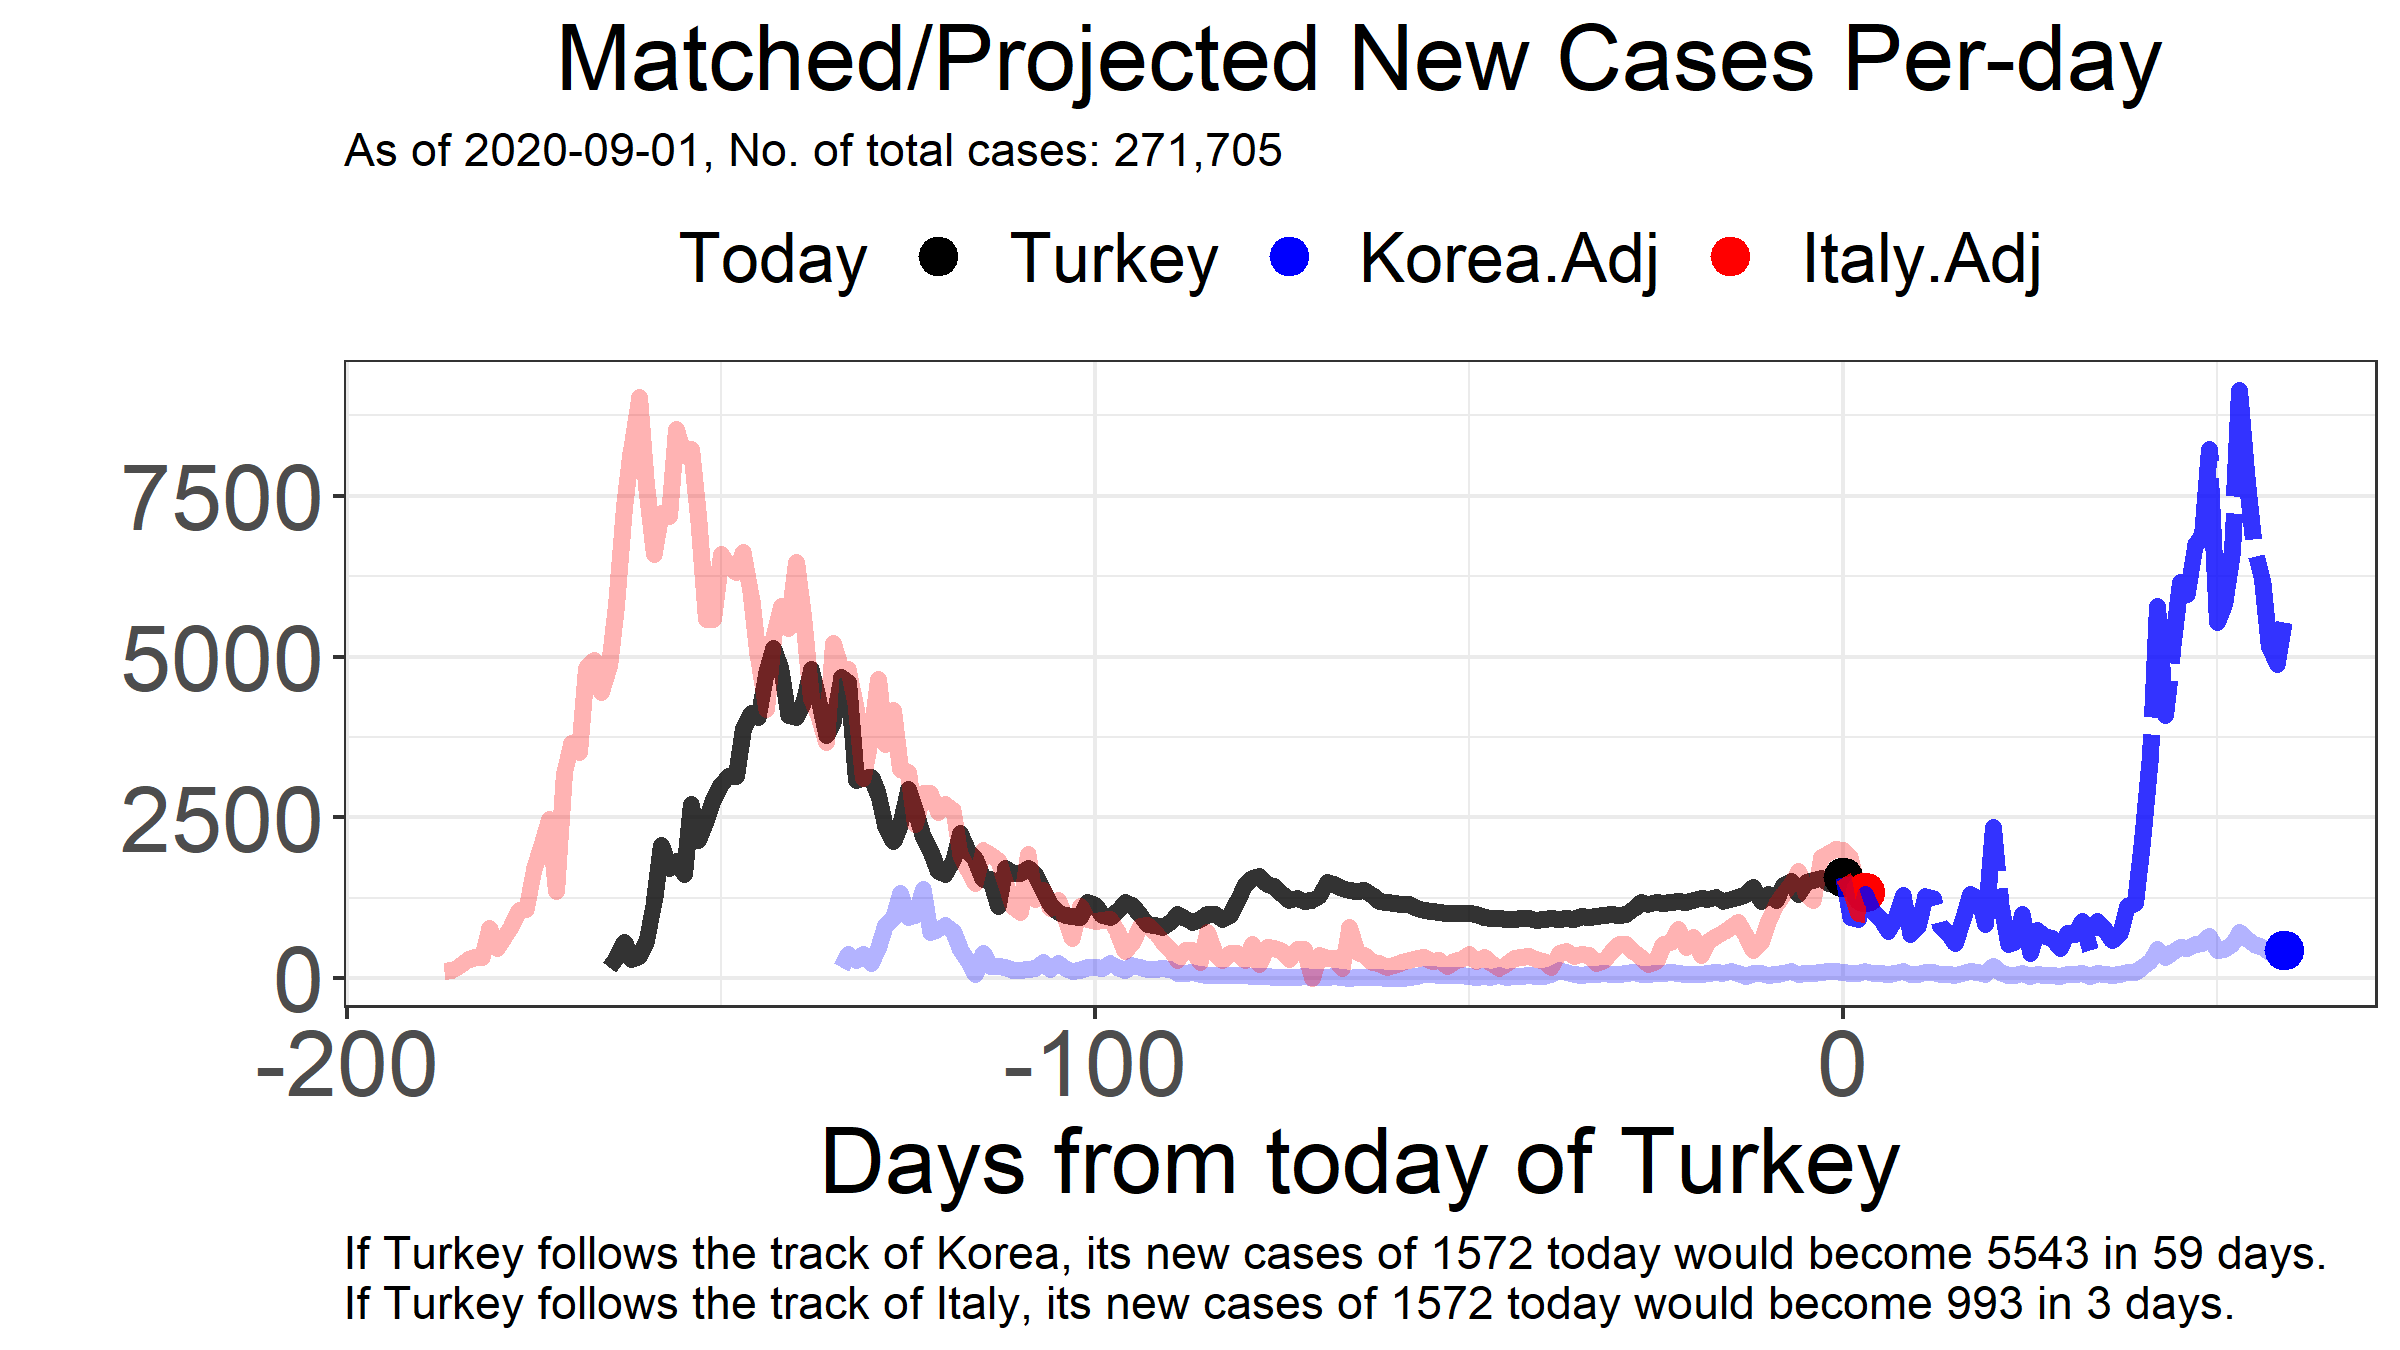 Matched/Projected New Cases Per-day
As of 2020-09-01, No. of total cases: 271,705
Today Turkey Korea.Adj Italy.Adj
7500
5000
2500
0
-200 -100 0
Days from today of Turkey
If Turkey follows the track of Korea, its new cases of 1572 today would become 5543 in 59 days.
If Turkey follows the track of Italy, its new cases of 1572 today would become 993 in 3 days.